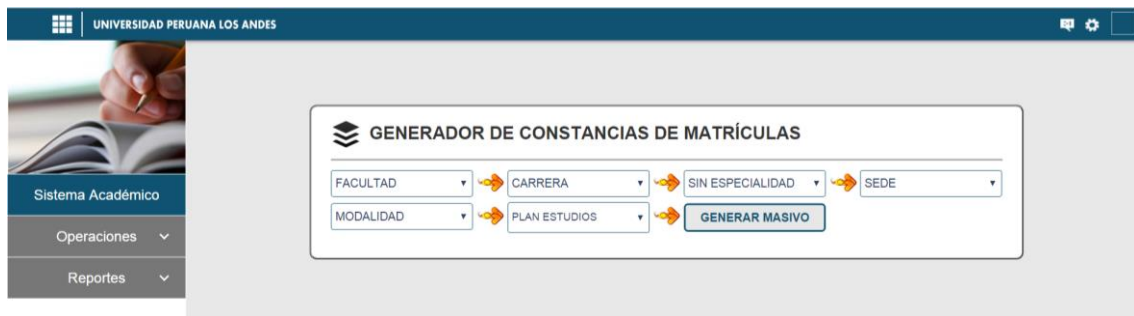 UNIVERSIDAD PERUANA LOS ANDES
Sistema Académico
Operaciones
Reportes
GENERADOR DE CONSTANCIAS DE MATRÍCULAS
FACULTAD CARRERA SIN ESPECIALIDAD SEDE
MODALIDAD PLAN ESTUDIOS GENERAR MASIVO